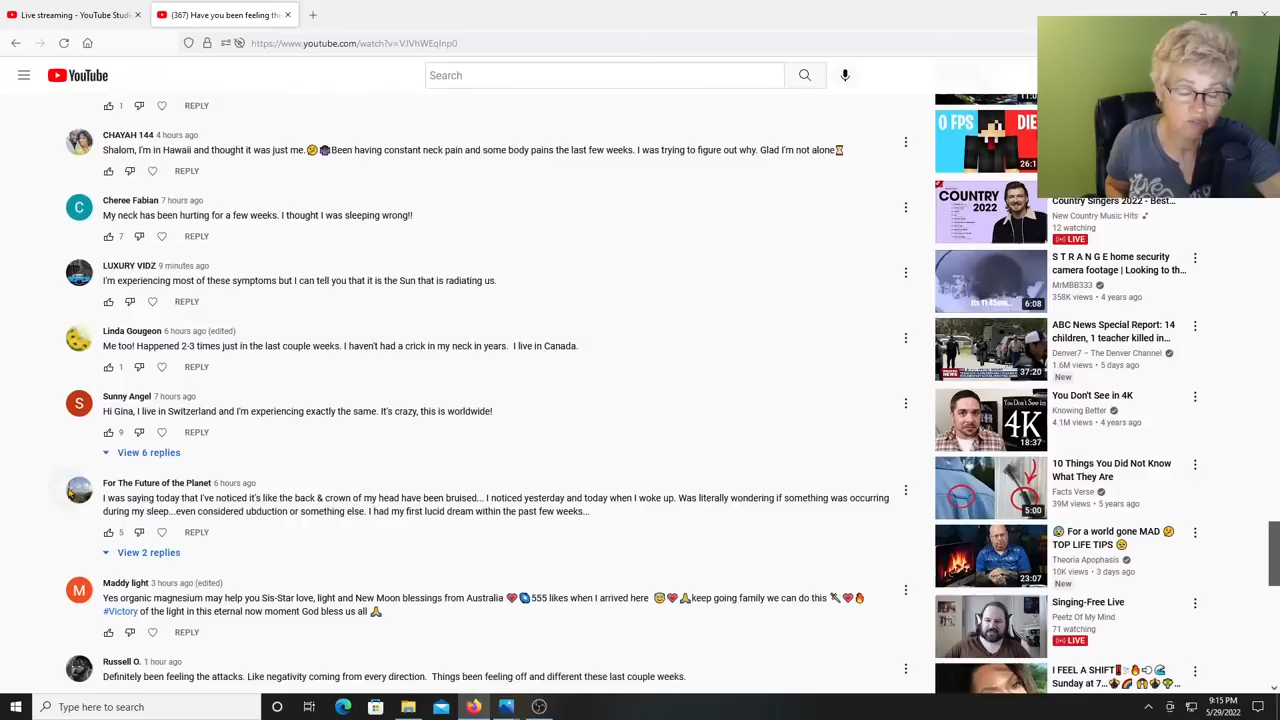 Live streaming - YouTube Studi
(367) Have you been feeling th
https://www.youtube.com/watch?v=VJVhWEqInp0
YouTube
Search
1
REPLY
CHAYAH 144 4 hours ago
Shalom, I'm in Hawaii and thought it was just me.😕🤷🏿‍♀️Been having constant neck pain and some body pains the last few weeks. I was trying to figure out why. Glad I'm not alone⏳
REPLY
Cheree Fabian 7 hours ago
My neck has been hurting for a few weeks. I thought I was sleeping wrong!!
7 REPLY
LUXURY VIDZ 9 minutes ago
I'm experiencing most of these symptoms but I can tell you that it is the Sun that is radiating us.
REPLY
Linda Gougeon 6 hours ago (edited)
Me too! Happened 2-3 times just in the last couple weeks. I haven't had a crick in my neck in years. I live in Canada.
1 REPLY
S
Sunny Angel 7 hours ago
Hi Gina, I live in Switzerland and I'm experiencing exactly the same. It's crazy, this is worldwide!
9 REPLY
View 6 replies
For The Future of the Planet 6 hours ago
I was saying today that I've noticed it's like the back & crown of my head have been bruised... I noticed yesterday and today when I woke up. Was literally wondering if something was occurring
during my sleep...even considered ubduction or something else. I had my 1st lucid dream within the past few weeks...
5 REPLY
View 2 replies
M
Maddy light 3 hours ago (edited)
Yes organic magnesium may help you Sis-Star love, light and New Moon blessings from Australia 555 likes when I arrived here keep going family we can do this
#Victory of the light in this eternal now moment God bless us all 🙏
REPLY
Russell O. 1 hour ago
Definitely been feeling the attacks. Like negativity coming from every direction. Things been feeling off and different these last couple weeks.
0 FPS
DIE
COUNTRY
2022
Country Singers 2022 - Best...
New Country Music Hits
12 watching
LIVE
Its 11:45pm..
6:08
S T R A N G E home security
camera footage | Looking to th...
MrMBB333
358K views • 4 years ago
37:20
ABC News Special Report: 14
children, 1 teacher killed in...
Denver7 – The Denver Channel
1.6M views • 5 days ago
New
You Don't See in
4K
18:37
You Don't See in 4K
Knowing Better
4.1M views • 4 years ago
5:00
10 Things You Did Not Know
What They Are
Facts Verse
39M views • 5 years ago
23:07
😰 For a world gone MAD 😕
TOP LIFE TIPS 😌
Theoria Apophasis
10K views • 3 days ago
New
Singing-Free Live
Peetz Of My Mind
71 watching
LIVE
I FEEL A SHIFT
Sunday at 7...
Type here to search
9:15 PM
5/29/2022